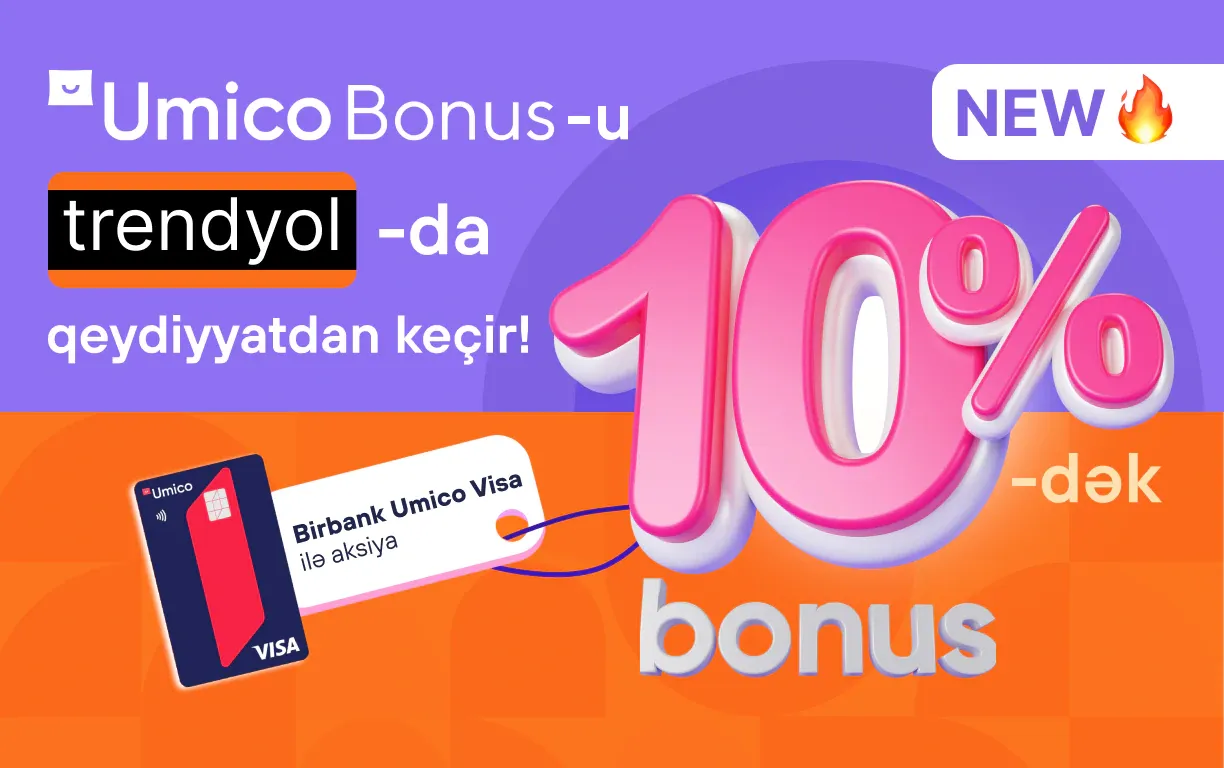 Umico Bonus -u
NEW🔥
trendyol -da
qeydiyyatdan keçir!
10%
-dək
bonus
Umico
VISA
Birbank Umico Visa
ilə aksiya